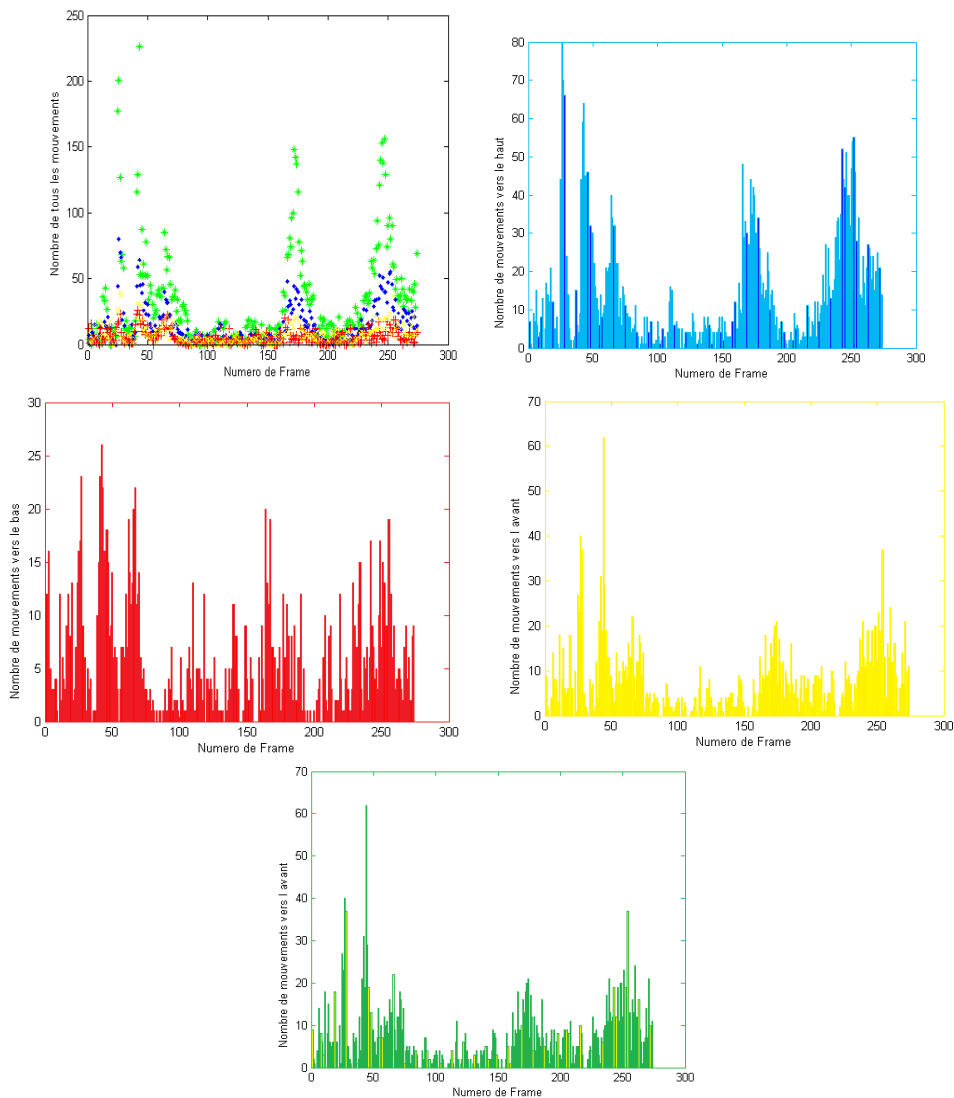 250
200
150
100
50
0
Nombre de tous les mouvements
0 50 100 150 200 250 300
Numero de Frame
80
70
60
50
40
30
20
10
0
Nombre de mouvements vers le haut
0 50 100 150 200 250 300
Numero de Frame
30
25
20
15
10
5
0
Nombre de mouvements vers le bas
0 50 100 150 200 250 300
Numero de Frame
70
60
50
40
30
20
10
0
Nombre de mouvements vers l avant
0 50 100 150 200 250 300
Numero de Frame
70
60
50
40
30
20
10
0
Nombre de mouvements vers l avant
0 50 100 150 200 250 300
Numero de Frame